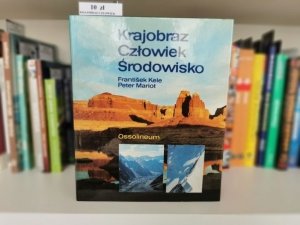 10 zł
Krajobraz
Człowiek
Środowisko
František Kele
Peter Mariot
Ossolineum